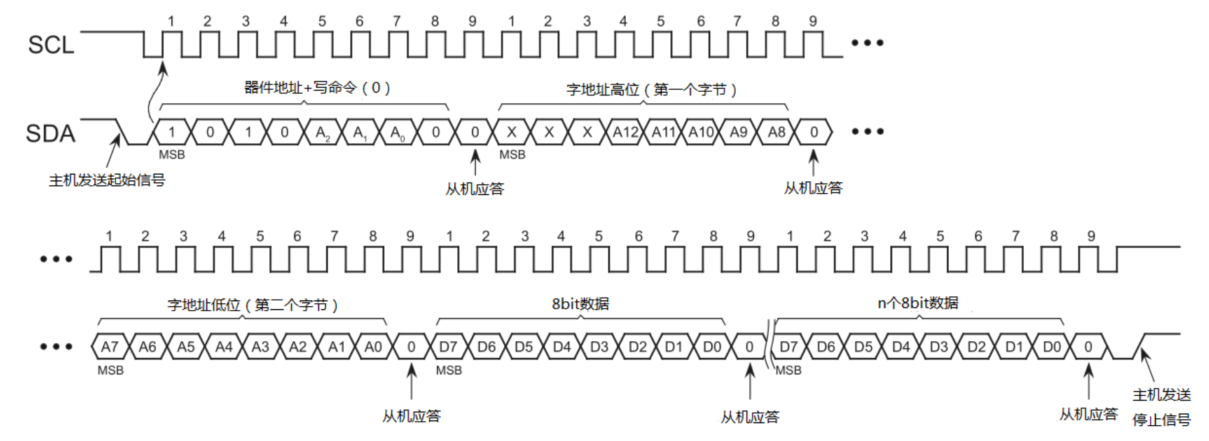 1 2 3 4 5 6 7 8 9 1 2 3 4 5 6 7 8 9
SCL •••
器件地址+写命令（0） 字地址高位（第一个字节）
SDA 1 0 1 0 A2 A1 A0 0 0 X X X A12 A11 A10 A9 A8 0 •••
MSB MSB
主机发送起始信号 从机应答 从机应答
1 2 3 4 5 6 7 8 9 1 2 3 4 5 6 7 8 9 1 2 3 4 5 6 7 8 9
•••
字地址低位（第二个字节） 8bit数据 n个8bit数据
••• A7 A6 A5 A4 A3 A2 A1 A0 0 D7 D6 D5 D4 D3 D2 D1 D0 0 D7 D6 D5 D4 D3 D2 D1 D0 0
MSB MSB MSB
从机应答 从机应答 从机应答 主机发送
停止信号